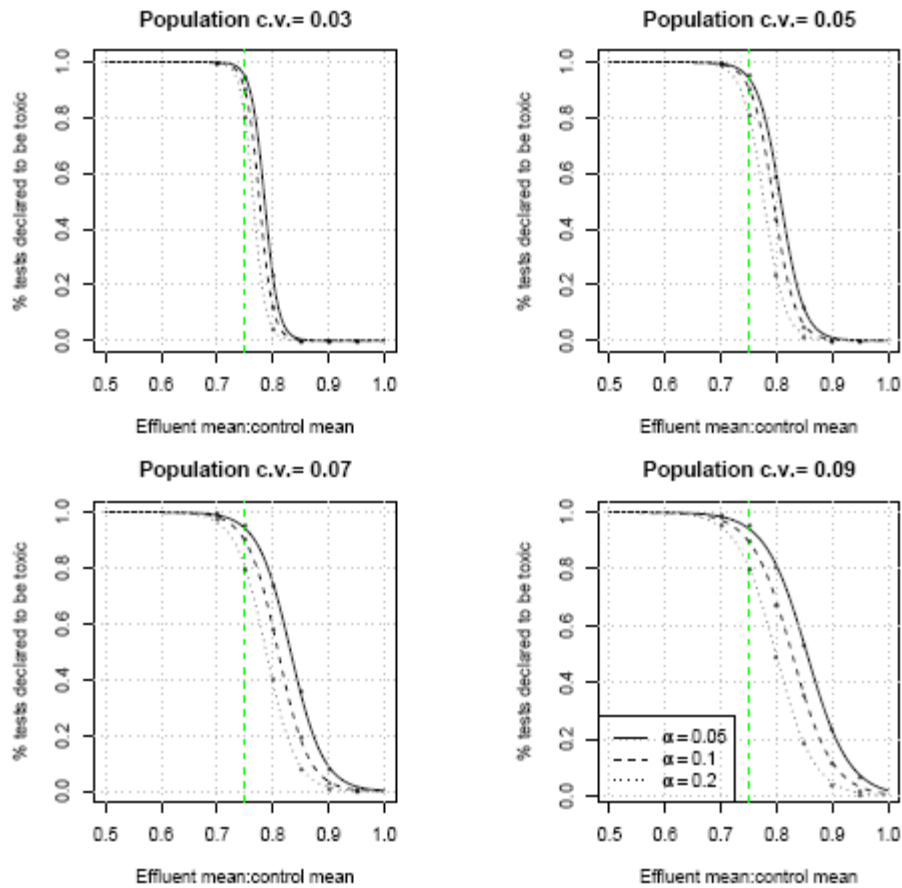 Population c.v.= 0.03
% tests declared to be toxic
1.0
0.8
0.6
0.4
0.2
0.0
0.5 0.6 0.7 0.8 0.9 1.0
Effluent mean:control mean
Population c.v.= 0.05
% tests declared to be toxic
1.0
0.8
0.6
0.4
0.2
0.0
0.5 0.6 0.7 0.8 0.9 1.0
Effluent mean:control mean
Population c.v.= 0.07
% tests declared to be toxic
1.0
0.8
0.6
0.4
0.2
0.0
0.5 0.6 0.7 0.8 0.9 1.0
Effluent mean:control mean
Population c.v.= 0.09
% tests declared to be toxic
1.0
0.8
0.6
0.4
0.2
0.0
α = 0.05
α = 0.1
α = 0.2
0.5 0.6 0.7 0.8 0.9 1.0
Effluent mean:control mean